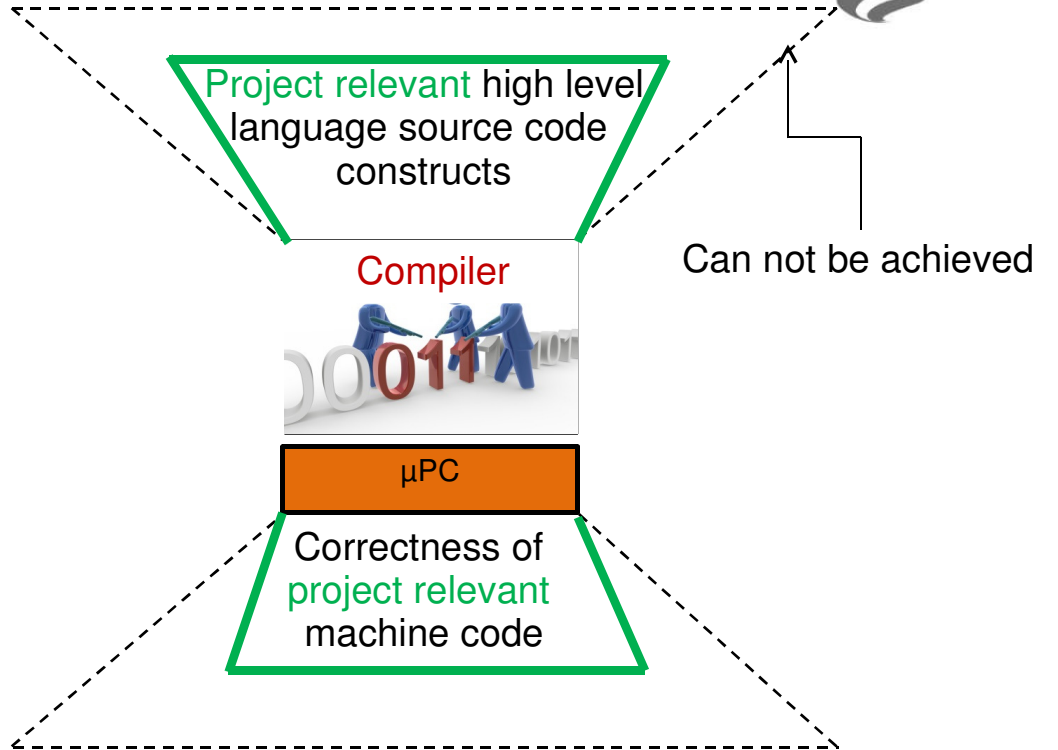 Project relevant high level
language source code
constructs
Can not be achieved
Compiler
000111101
µPC
Correctness of
project relevant
machine code